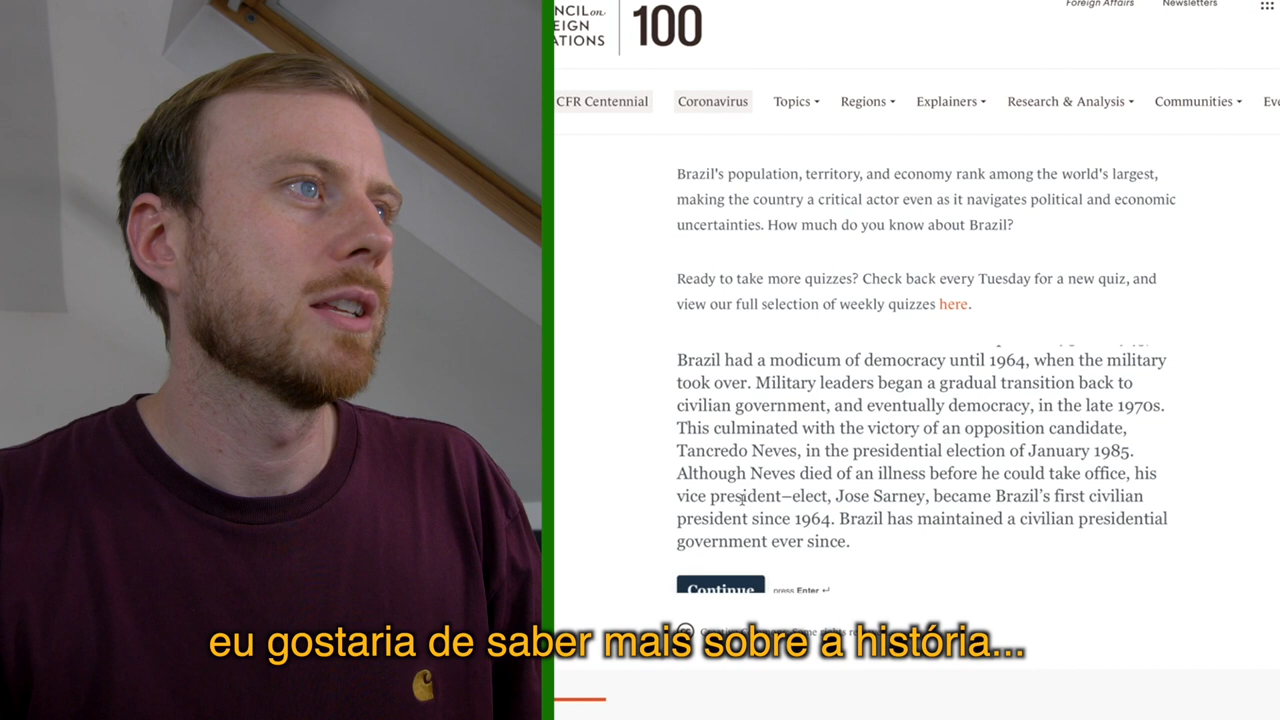 NCIL on
EIGN
ATIONS
100
Foreign Affairs
Newsletters
CFR Centennial
Coronavirus
Topics
Regions
Explainers
Research & Analysis
Communities
Brazil's population, territory, and economy rank among the world's largest,
making the country a critical actor even as it navigates political and economic
uncertainties. How much do you know about Brazil?
Ready to take more quizzes? Check back every Tuesday for a new quiz, and
view our full selection of weekly quizzes here.
Brazil had a modicum of democracy until 1964, when the military
took over. Military leaders began a gradual transition back to
civilian government, and eventually democracy, in the late 1970s.
This culminated with the victory of an opposition candidate,
Tancredo Neves, in the presidential election of January 1985.
Although Neves died of an illness before he could take office, his
vice president–elect, Jose Sarney, became Brazil's first civilian
president since 1964. Brazil has maintained a civilian presidential
government ever since.
Continue
press Enter ↵
eu gostaria de saber mais sobre a história...